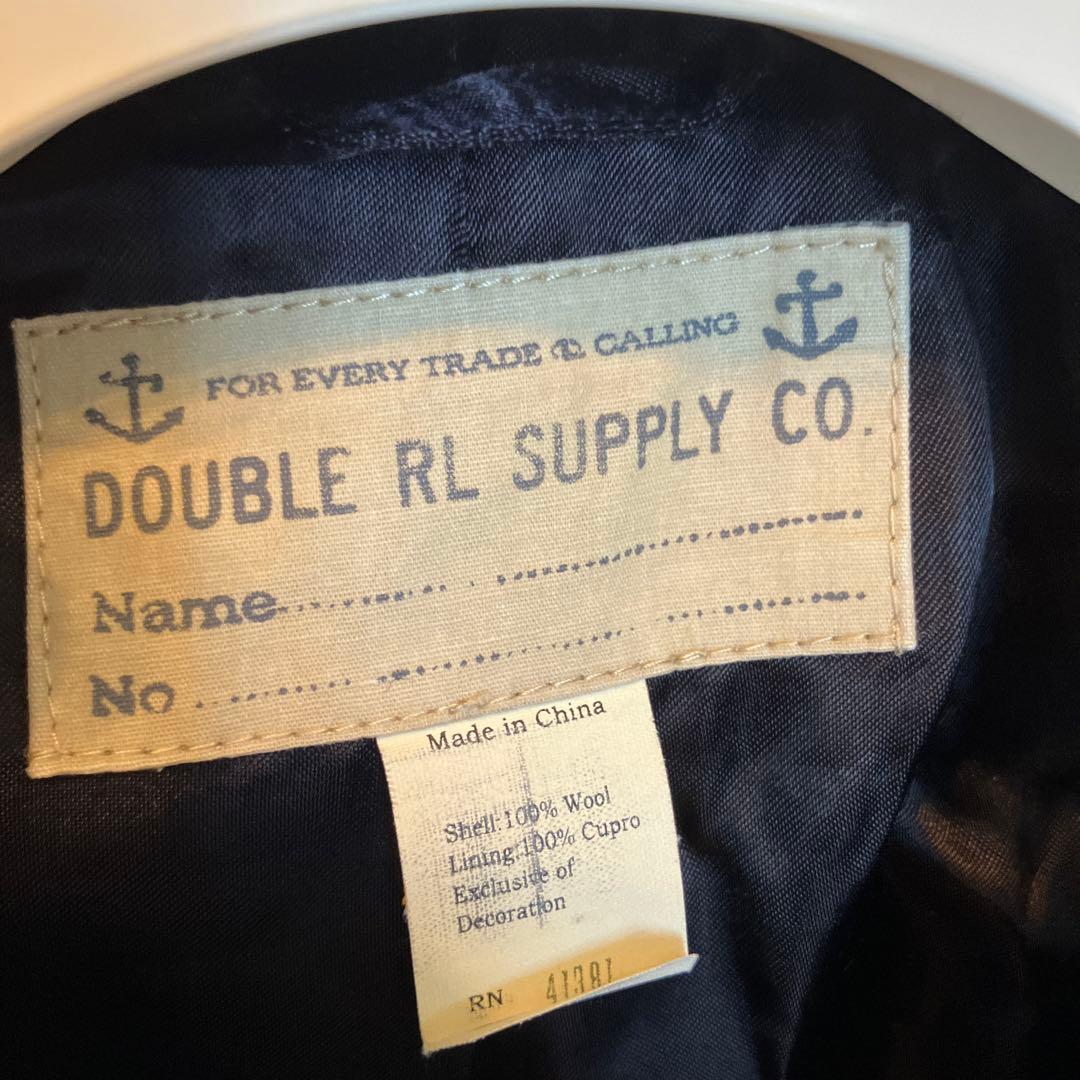 FOR EVERY TRADE & CALLING
DOUBLE RL SUPPLY CO.
Name
No
Made in China
Shell:100% Wool
Lining:100% Cupro
Exclusive of
Decoration
RN 41381